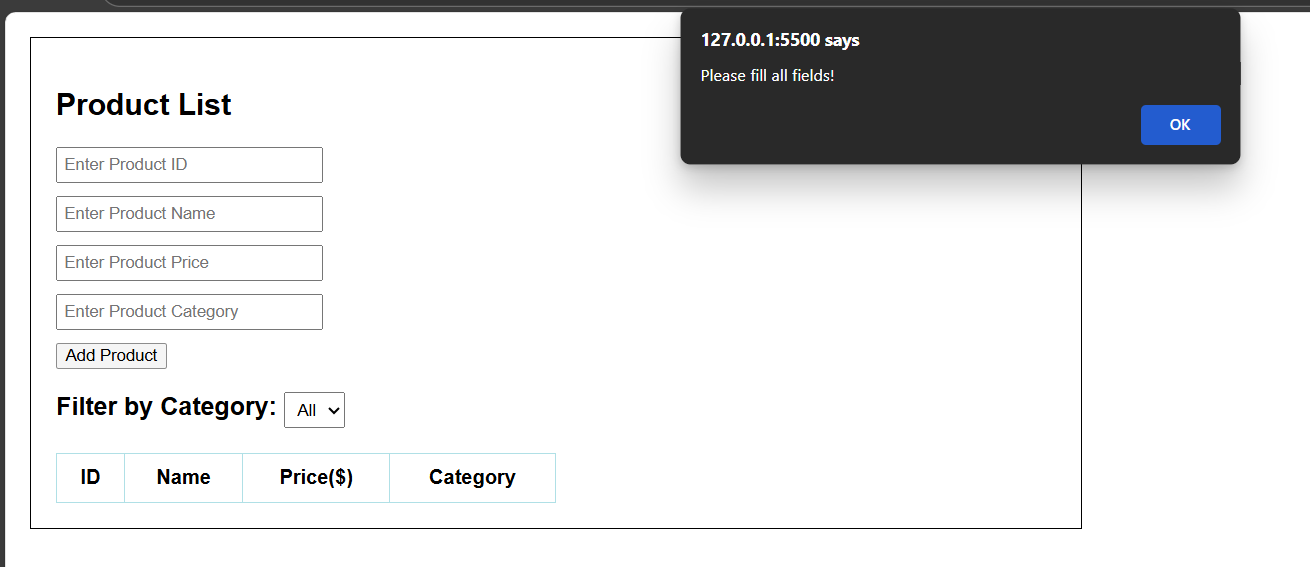 127.0.0.1:5500 says
Please fill all fields!
OK
Product List
Enter Product ID
Enter Product Name
Enter Product Price
Enter Product Category
Add Product
Filter by Category: All
ID Name Price($) Category